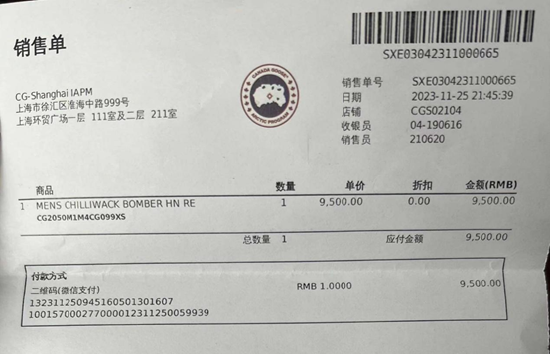 销售单
SXE03042311000665
CG-Shanghai IAPM
上海市徐汇区淮海中路999号
上海环贸广场一层 111室及二层 211室
CANADA GOOSE
ARCTIC PROGRAM
销售单号 SXE03042311000665
日期 2023-11-25 21:45:39
店铺 CGS02104
收银员 04-190616
销售员 210620
商品 数量 单价 折扣 金额(RMB)
1 MENS CHILLIWACK BOMBER HN RE 1 9,500.00 0.00 9,500.00
CG2050M1M4CG099XS
总数量 1 应付金额 9,500.00
付款方式
二维码(微信支付) RMB 1.0000 9,500.00
132311250945160501301607
10015700027700012311250059939